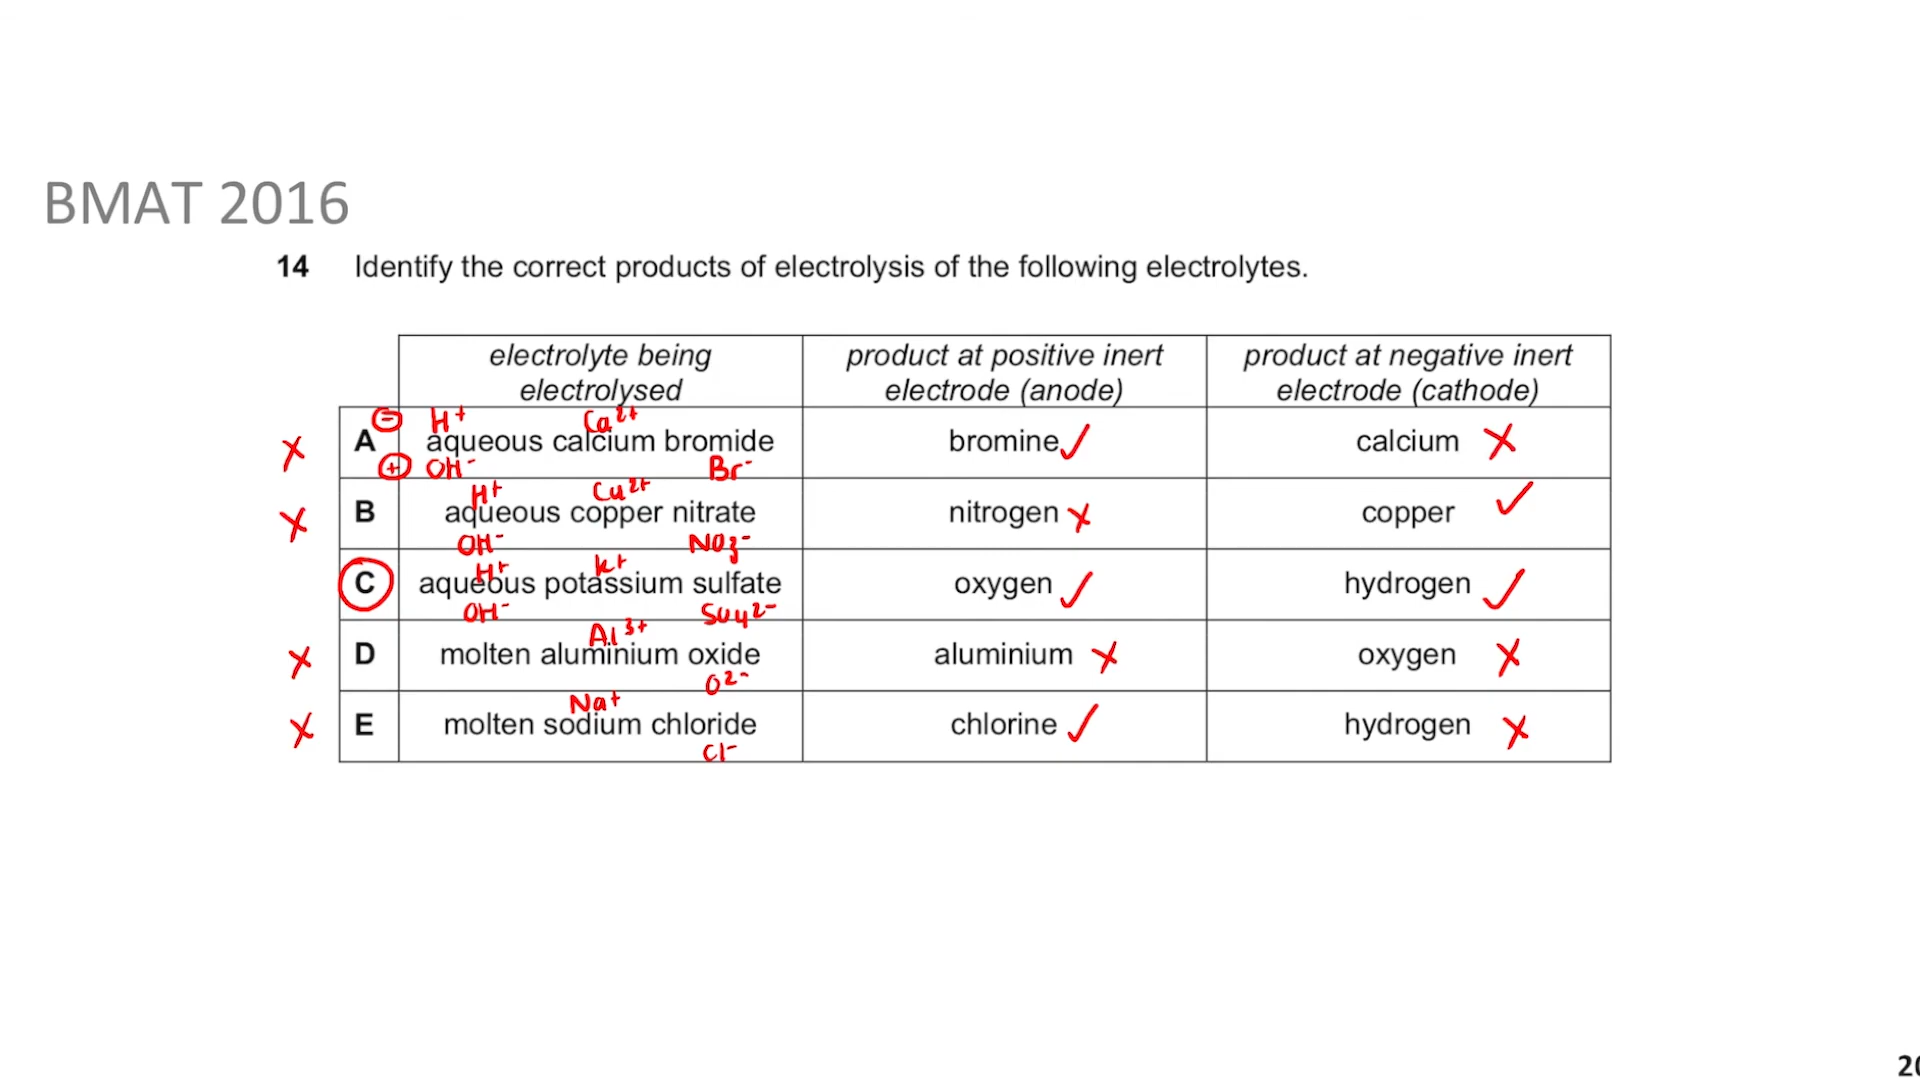 BMAT 2016
14 Identify the correct products of electrolysis of the following electrolytes.
electrolyte being electrolysed
product at positive inert electrode (anode)
product at negative inert electrode (cathode)
⊖ H⁺ Ca²⁺
✗ A aqueous calcium bromide bromine ✓ calcium ✗
⊕ OH⁻ Br⁻
H⁺ Cu²⁺
✗ B aqueous copper nitrate nitrogen ✗ copper ✓
OH⁻ NO₃⁻
H⁺ K⁺
C aqueous potassium sulfate oxygen ✓ hydrogen ✓
OH⁻ SO₄²⁻
Al³⁺
✗ D molten aluminium oxide aluminium ✗ oxygen ✗
O²⁻
Na⁺
✗ E molten sodium chloride chlorine ✓ hydrogen ✗
Cl⁻